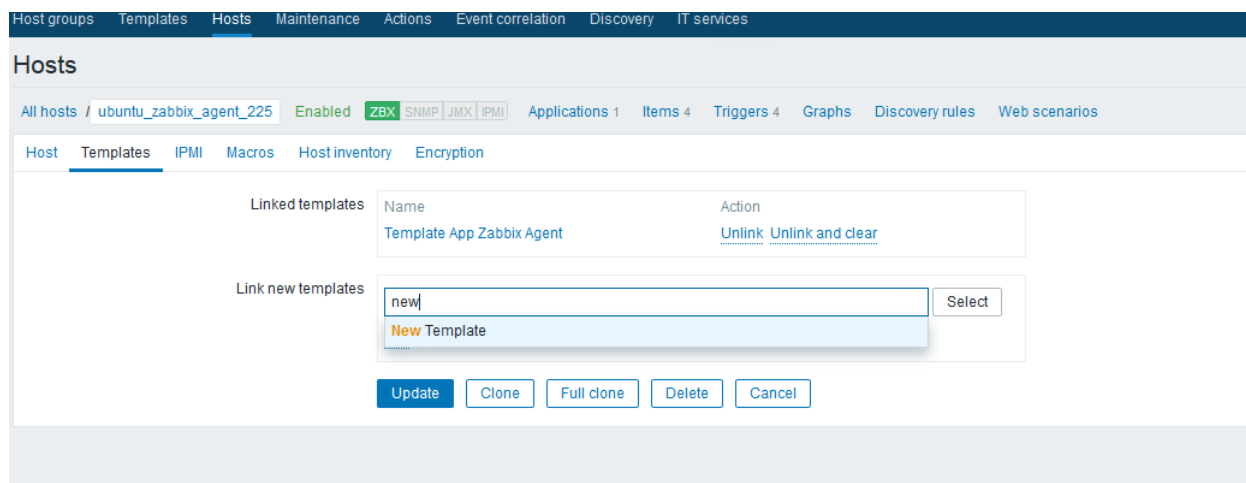 Host groups Templates Hosts Maintenance Actions Event correlation Discovery IT services
Hosts
All hosts / ubuntu_zabbix_agent_225 Enabled ZBX SNMP JMX IPMI Applications 1 Items 4 Triggers 4 Graphs Discovery rules Web scenarios
Host Templates IPMI Macros Host inventory Encryption
Linked templates Name Action
Template App Zabbix Agent Unlink Unlink and clear
Link new templates new Select
New Template
Update Clone Full clone Delete Cancel